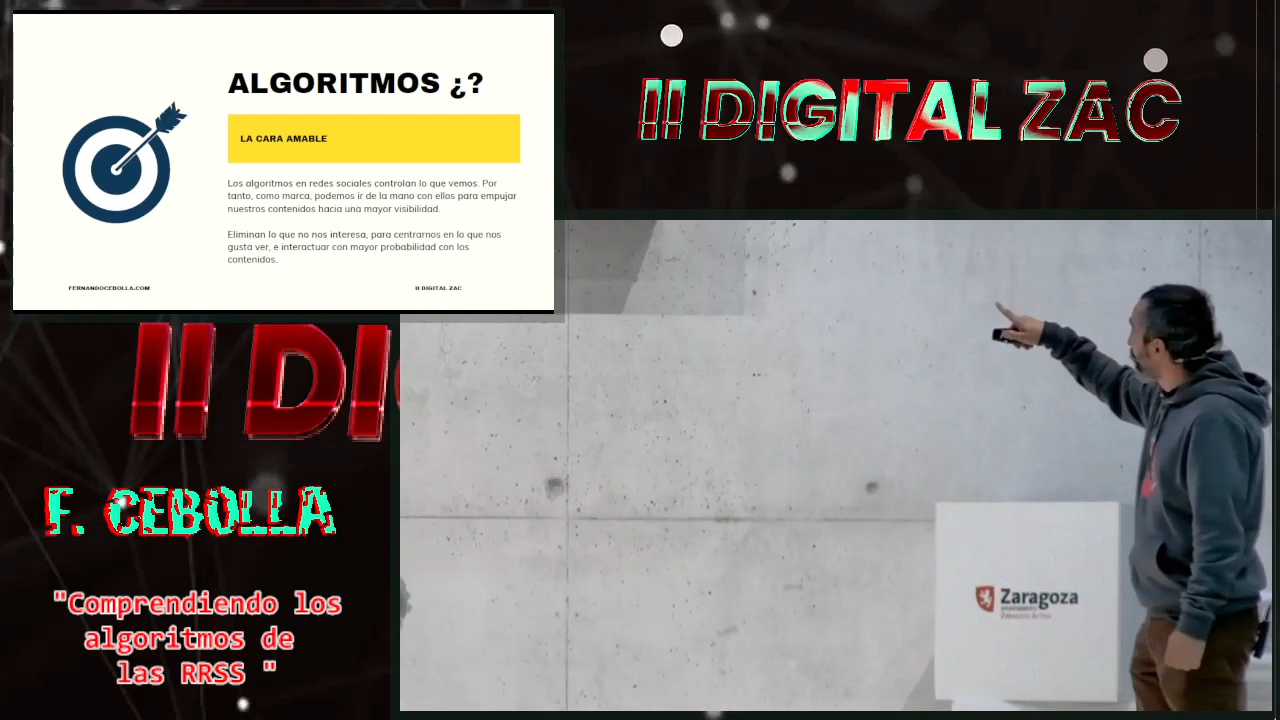 ALGORITMOS ¿?
LA CARA AMABLE
Los algoritmos en redes sociales controlan lo que vemos. Por
tanto, como marca, podemos ir de la mano con ellos para empujar
nuestros contenidos hacia una mayor visibilidad.
Eliminan lo que no nos interesa, para centrarnos en lo que nos
gusta ver, e interactuar con mayor probabilidad con los
contenidos.
FERNANDOCEBOLLA.COM
II DIGITAL ZAC
II DIGITAL ZAC
II DI
F. CEBOLLA
"Comprendiendo los
algoritmos de
las RRSS "
Zaragoza